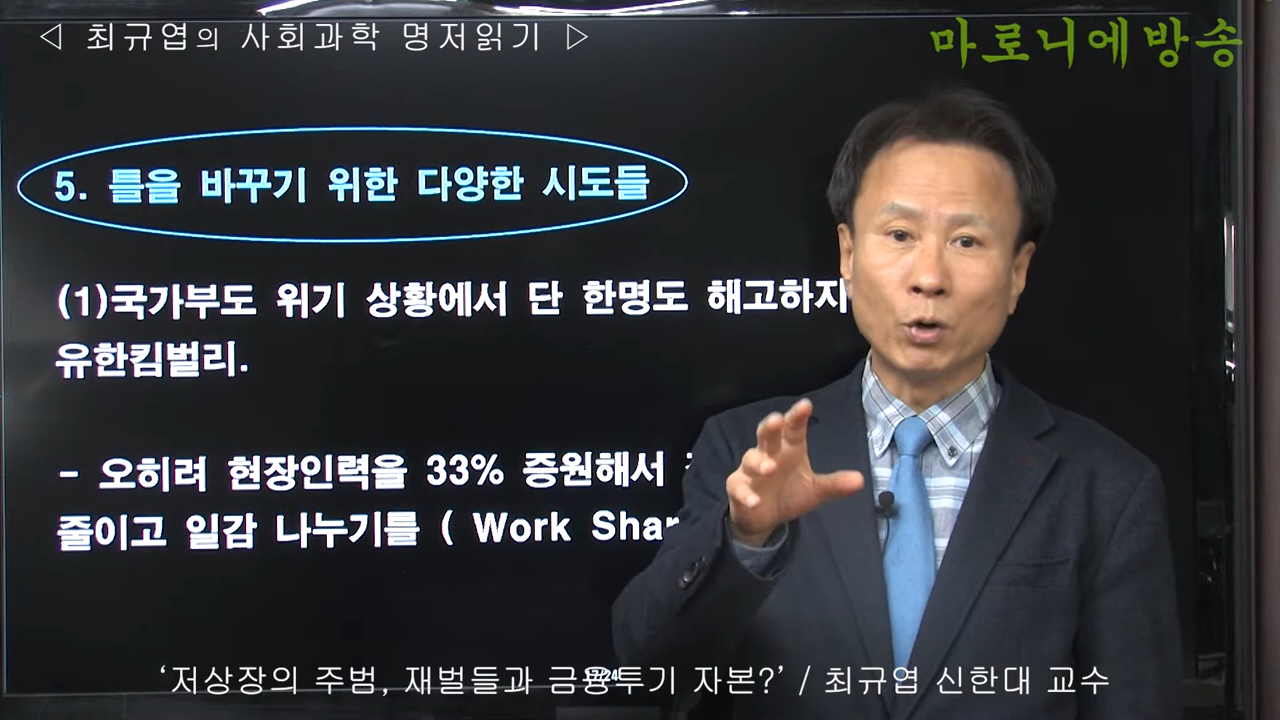 ◁ 최규엽의 사회과학 명저읽기 ▷
마로니에방송
5. 틀을 바꾸기 위한 다양한 시도들
(1)국가부도 위기 상황에서 단 한명도 해고하지
유한킴벌리.
- 오히려 현장인력을 33% 증원해서
줄이고 일감 나누기를 ( Work Shar
‘저상장의 주범, 재벌들과 금융투기 자본?’ / 최규엽 신한대 교수